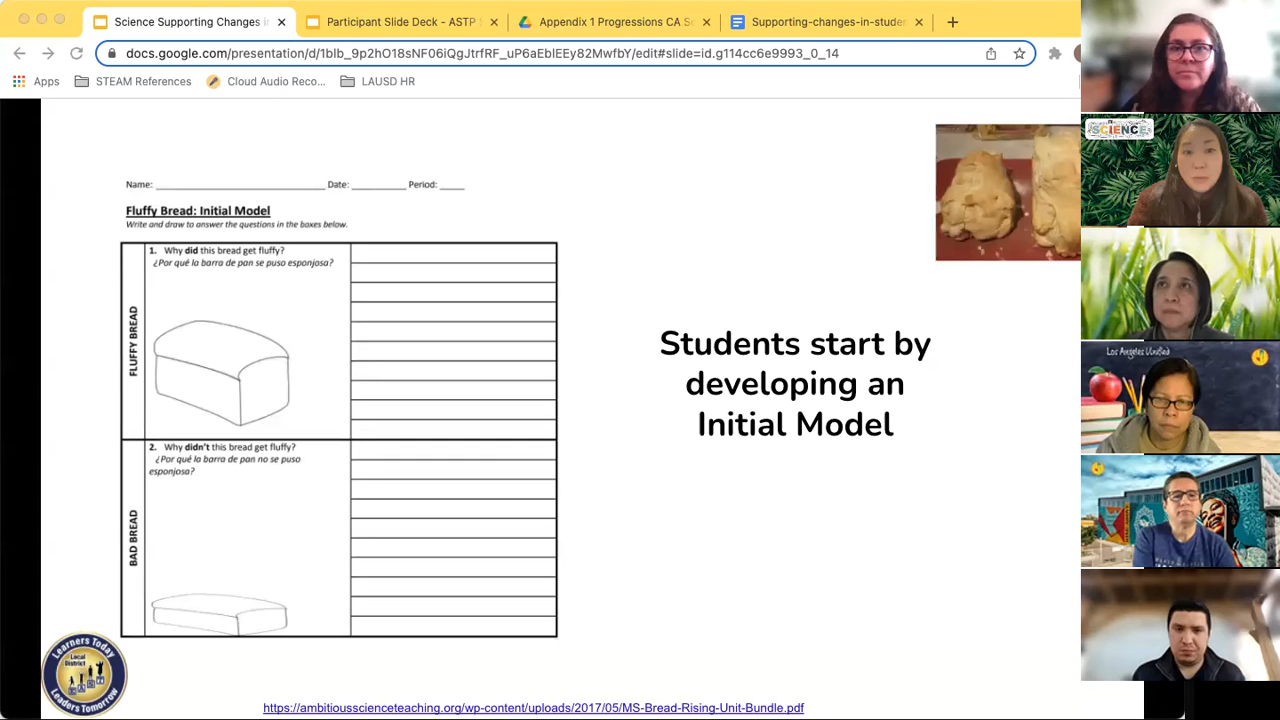 Science Supporting Changes in
Participant Slide Deck - ASTP
Appendix 1 Progressions CA Sc
Supporting-changes-in-studen
docs.google.com/presentation/d/1blb_9p2hO18sNF06iQgJtrfRF_uP6aEblEEy82MwfbY/edit#slide=id.g114cc6e9993_0_14
Apps
STEAM References
Cloud Audio Reco...
LAUSD HR
Name: Date: Period:
Fluffy Bread: Initial Model
Write and draw to answer the questions in the boxes below.
FLUFFY BREAD
1. Why did this bread get fluffy?
¿Por qué la barra de pan se puso esponjosa?
BAD BREAD
2. Why didn't this bread get fluffy?
¿Por qué la barra de pan no se puso
esponjosa?
Students start by
developing an
Initial Model
Learners Today
Local
District
Leaders Tomorrow
https://ambitiousscienceteaching.org/wp-content/uploads/2017/05/MS-Bread-Rising-Unit-Bundle.pdf
SCIENCE
Los Angeles Unified